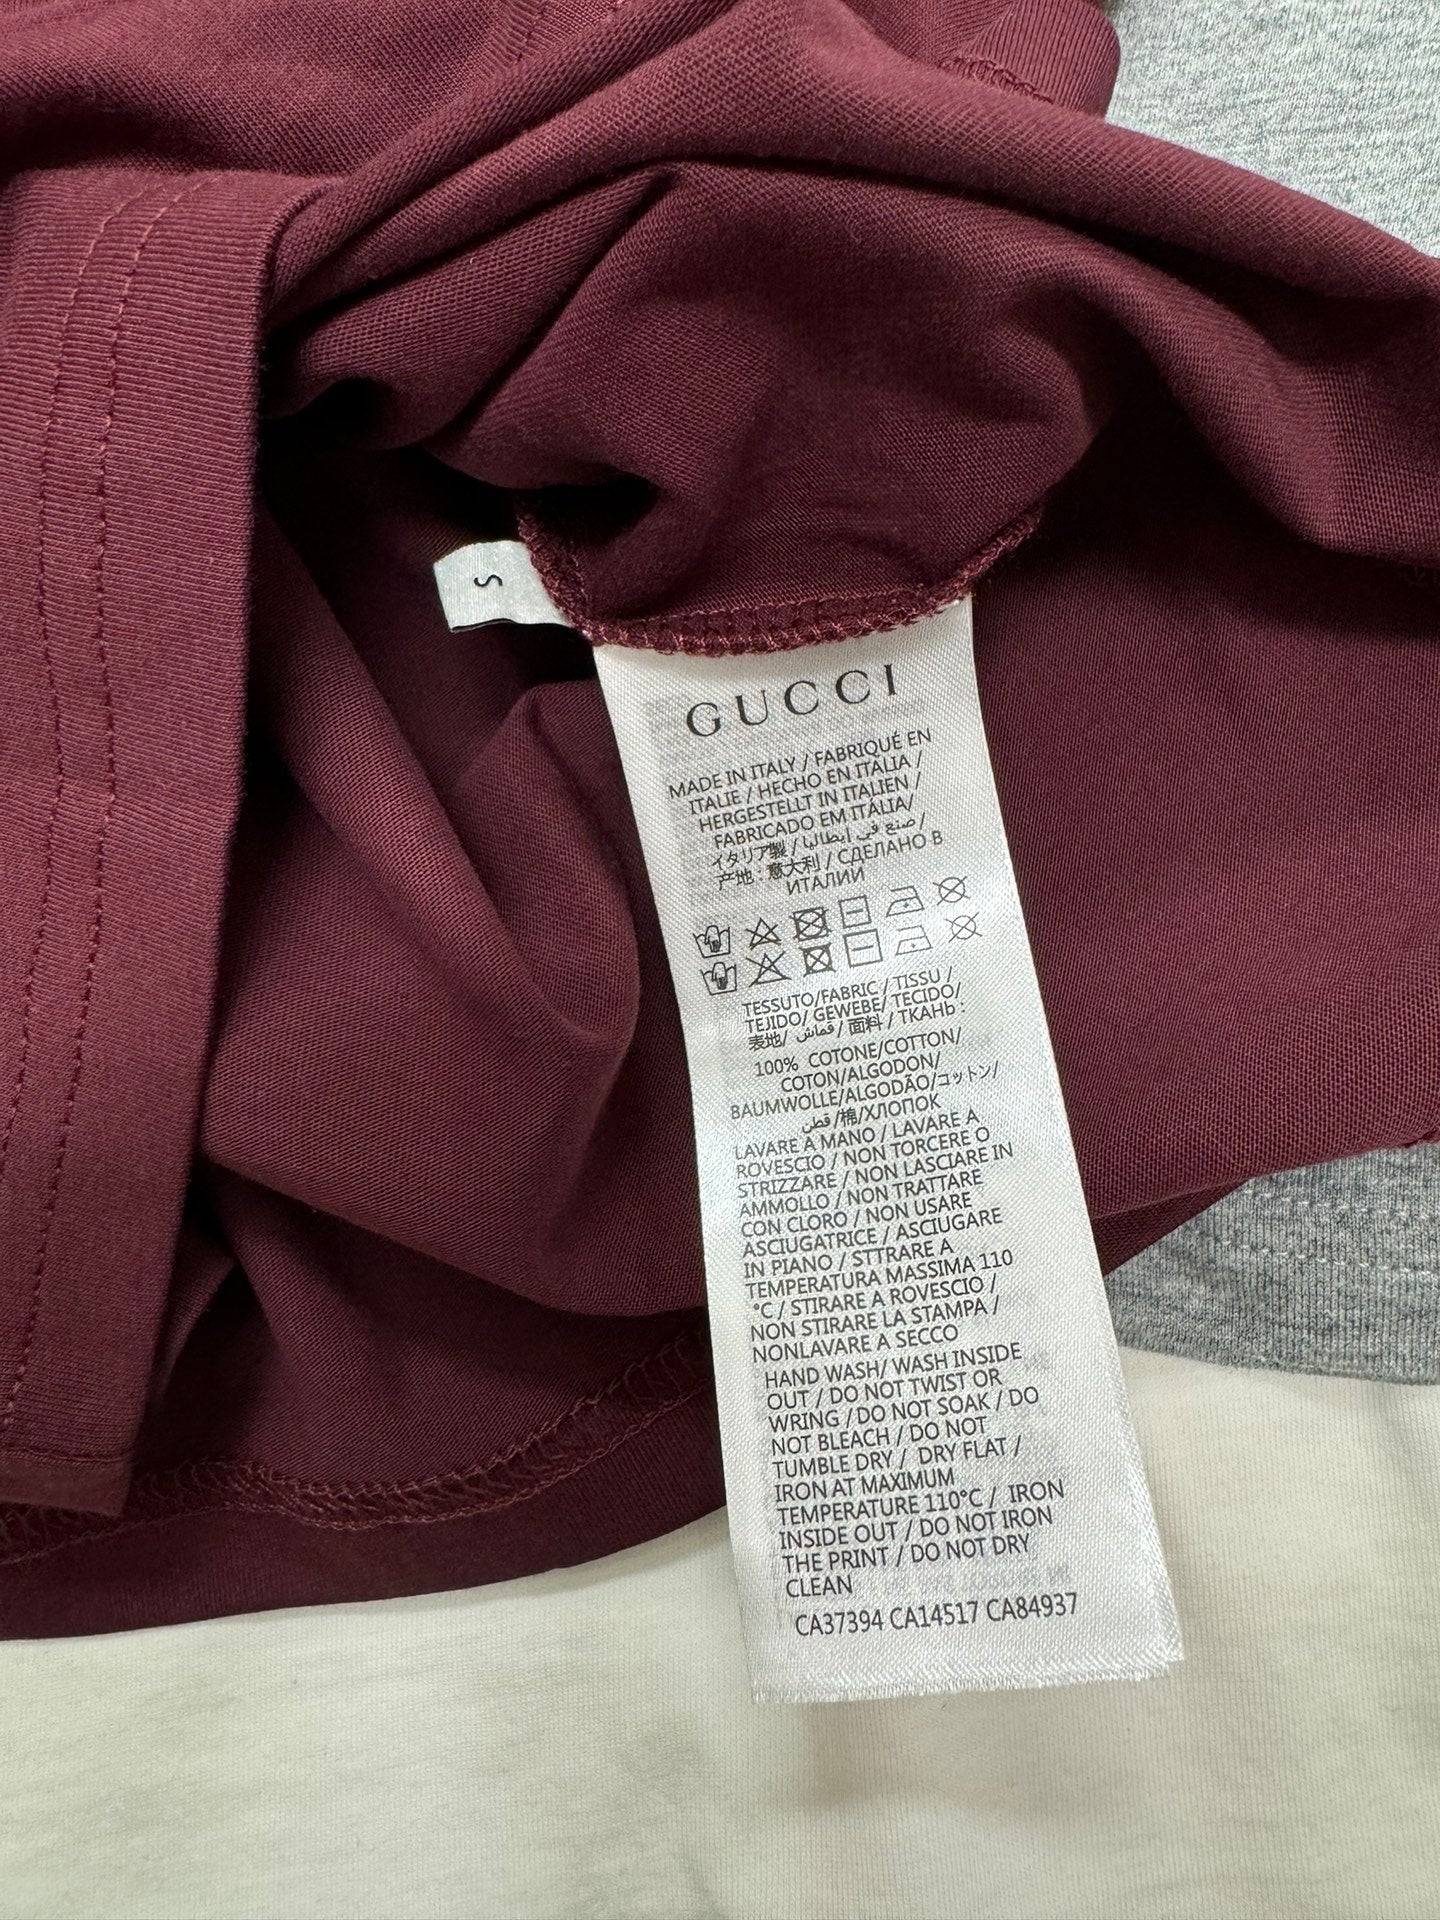 S
GUCCI
MADE IN ITALY / FABRIQUÉ EN
ITALIE / HECHO EN ITALIA /
HERGESTELLT IN ITALIEN /
FABRICADO EM ITÁLIA/
イタリア製 / صنع في إيطاليا /
产地 : 意大利 / СДЕЛАНО В
ИТАЛИИ
TESSUTO/FABRIC / TISSU /
TEJIDO/ GEWEBE/ TECIDO/
表地/ قماش/ 面料 / ТКАНЬ :
100% COTONE/COTTON/
COTON/ALGODON/
BAUMWOLLE/ALGODÃO/コットン/
قطن /棉/ХЛОПОК
LAVARE A MANO / LAVARE A
ROVESCIO / NON TORCERE O
STRIZZARE / NON LASCIARE IN
AMMOLLO / NON TRATTARE
CON CLORO / NON USARE
ASCIUGATRICE / ASCIUGARE
IN PIANO / STTRARE A
TEMPERATURA MASSIMA 110
°C / STIRARE A ROVESCIO /
NON STIRARE LA STAMPA /
NONLAVARE A SECCO
HAND WASH/ WASH INSIDE
OUT / DO NOT TWIST OR
WRING / DO NOT SOAK / DO
NOT BLEACH / DO NOT
TUMBLE DRY / DRY FLAT /
IRON AT MAXIMUM
TEMPERATURE 110°C / IRON
INSIDE OUT / DO NOT IRON
THE PRINT / DO NOT DRY
CLEAN
CA37394 CA14517 CA84937